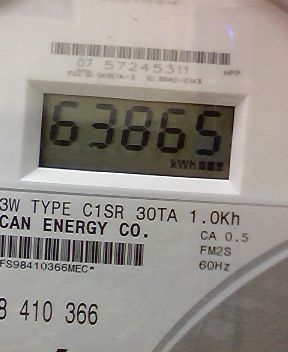 07 57245311 HPP
63865
kWh
3W TYPE C1SR 30TA 1.0Kh
CAN ENERGY CO.
CA 0.5
FM2S
FS98410366MEC*
60Hz
8 410 366